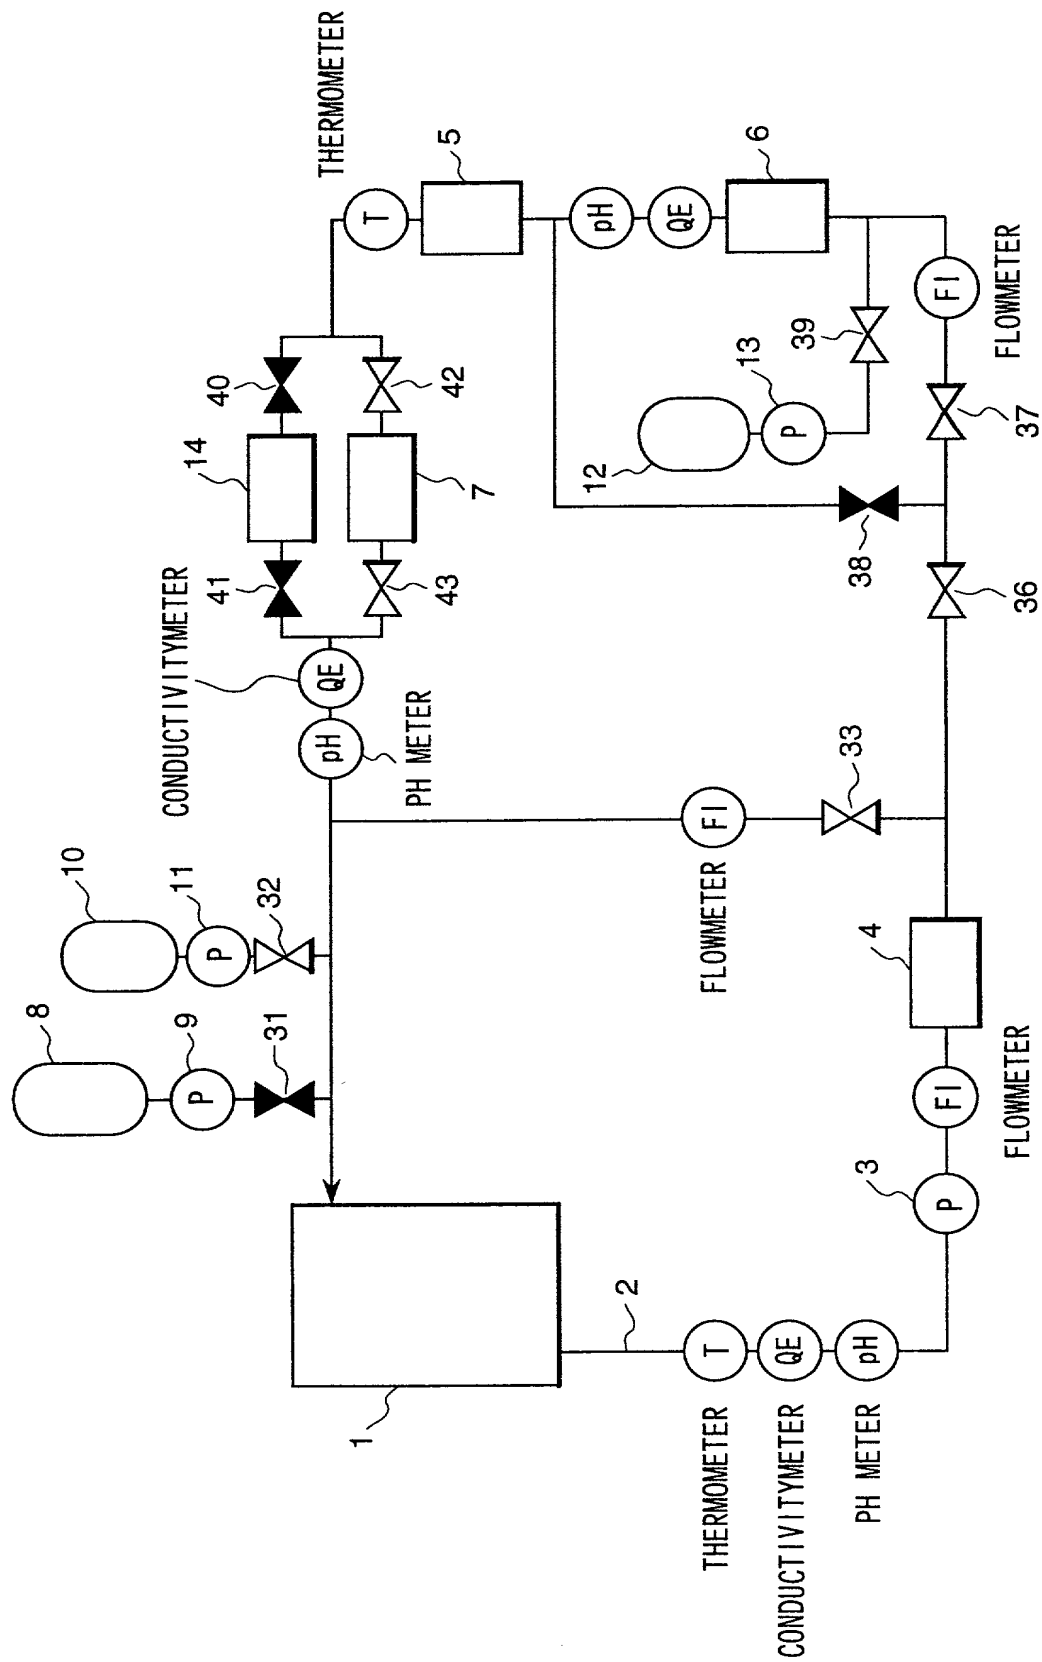 THERMOMETER
T
5
pH
QE
6
FI
FLOWMETER
40
42
14
7
41
43
39
13
P
12
37
38
36
CONDUCTIVITYMETER
QE
pH
PH METER
33
FI
FLOWMETER
10
11
P
32
8
9
P
31
4
FI
FLOWMETER
3
P
1
2
T
QE
pH
THERMOMETER
CONDUCTIVITYMETER
PH METER